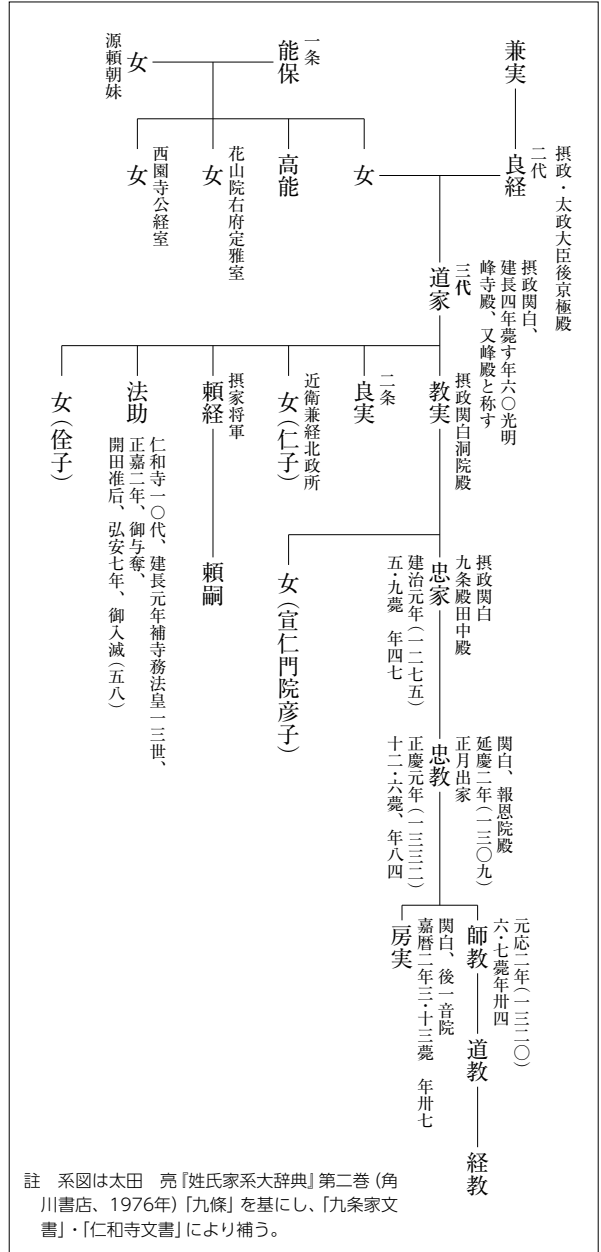 兼実
摂政・太政大臣後京極殿
二代
良経
一条
能保
女
源頼朝妹
女
高能
花山院右府定雅室
女
西園寺公経室
女
三代
道家
摂政関白、
建長四年薨す年六〇光明
峰寺殿、又峰殿と称す
教実
摂政関白洞院殿
二条
良実
近衛兼経北政所
女(仁子)
摂家将軍
頼経
頼嗣
法助
仁和寺一〇代、建長元年補寺務法皇一三世、
正嘉二年、御与奪、
開田准后、弘安七年、御入滅(五八)
女(佺子)
摂政関白
九条殿田中殿
忠家
建治元年(一二七五)
五・九薨 年四七
女(宣仁門院彦子)
関白、報恩院殿
延慶二年(一三〇九)
正月出家
忠教
正慶元年(一三三二)
十二・六薨、年八四
元応二年(一三二〇)
六・七薨年卅四
師教
道教
経教
房実
関白、後一音院
嘉暦二年三・十三薨 年卅七
註 系図は太田 亮『姓氏家系大辞典』第二巻(角
川書店、1976年)「九條」を基にし、「九条家文
書」・「仁和寺文書」により補う。